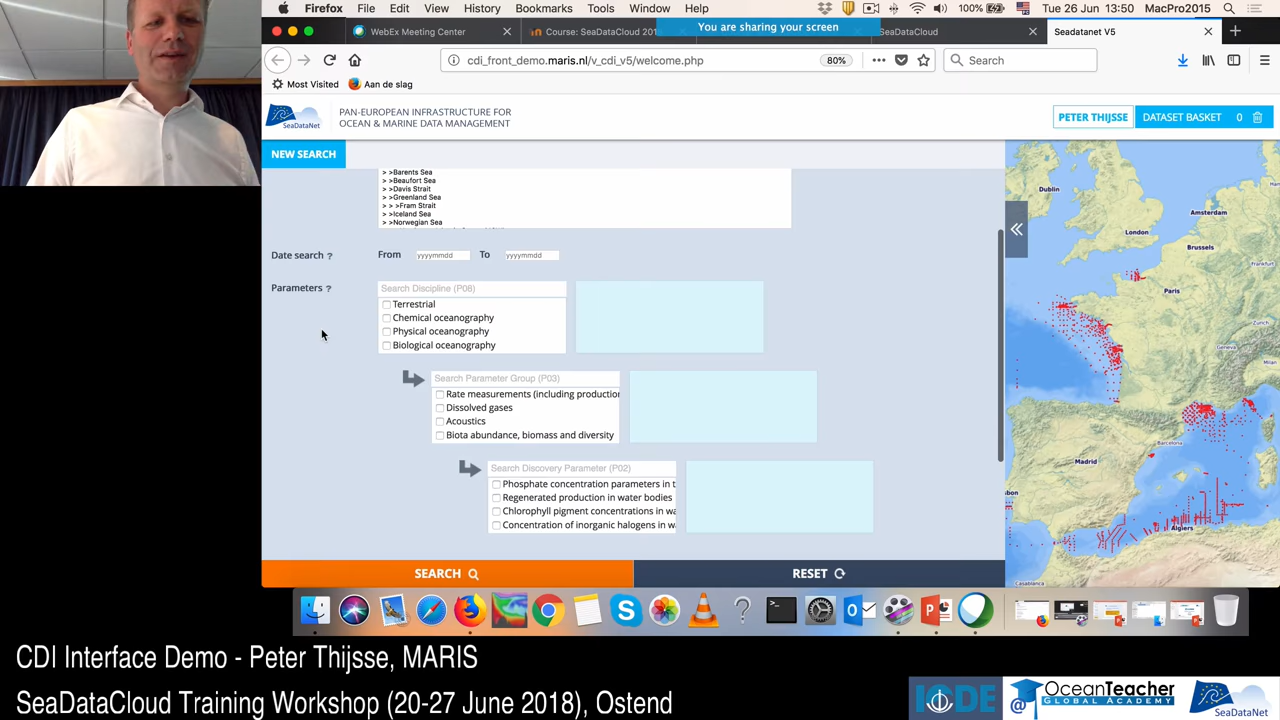 Firefox File Edit View History Bookmarks Tools Window Help
100% Tue 26 Jun 13:50 MacPro2015
You are sharing your screen
WebEx Meeting Center
Course: SeaDataCloud 201
SeaDataCloud
Seadatanet V5
cdi_front_demo.maris.nl/v_cdi_v5/welcome.php
80%
Search
Most Visited Aan de slag
SeaDataNet
PAN-EUROPEAN INFRASTRUCTURE FOR
OCEAN & MARINE DATA MANAGEMENT
PETER THIJSSE
DATASET BASKET 0
NEW SEARCH
> >Barents Sea
> >Beaufort Sea
> >Davis Strait
> >Greenland Sea
> > >Fram Strait
> >Iceland Sea
> >Norwegian Sea
Date search ? From yyyymmdd To yyyymmdd
Parameters ?
Search Discipline (P08)
Terrestrial
Chemical oceanography
Physical oceanography
Biological oceanography
Search Parameter Group (P03)
Rate measurements (including production
Dissolved gases
Acoustics
Biota abundance, biomass and diversity
Search Discovery Parameter (P02)
Phosphate concentration parameters in t
Regenerated production in water bodies
Chlorophyll pigment concentrations in wa
Concentration of inorganic halogens in w
SEARCH
RESET
Dublin
Amsterdam
London
Brussels
Frankfurt
Paris
Barcelona
Madrid
Algiers
Casablanca
CDI Interface Demo - Peter Thijsse, MARIS
SeaDataCloud Training Workshop (20-27 June 2018), Ostend
IODE
OceanTeacher
GLOBAL ACADEMY
SeaDataNet